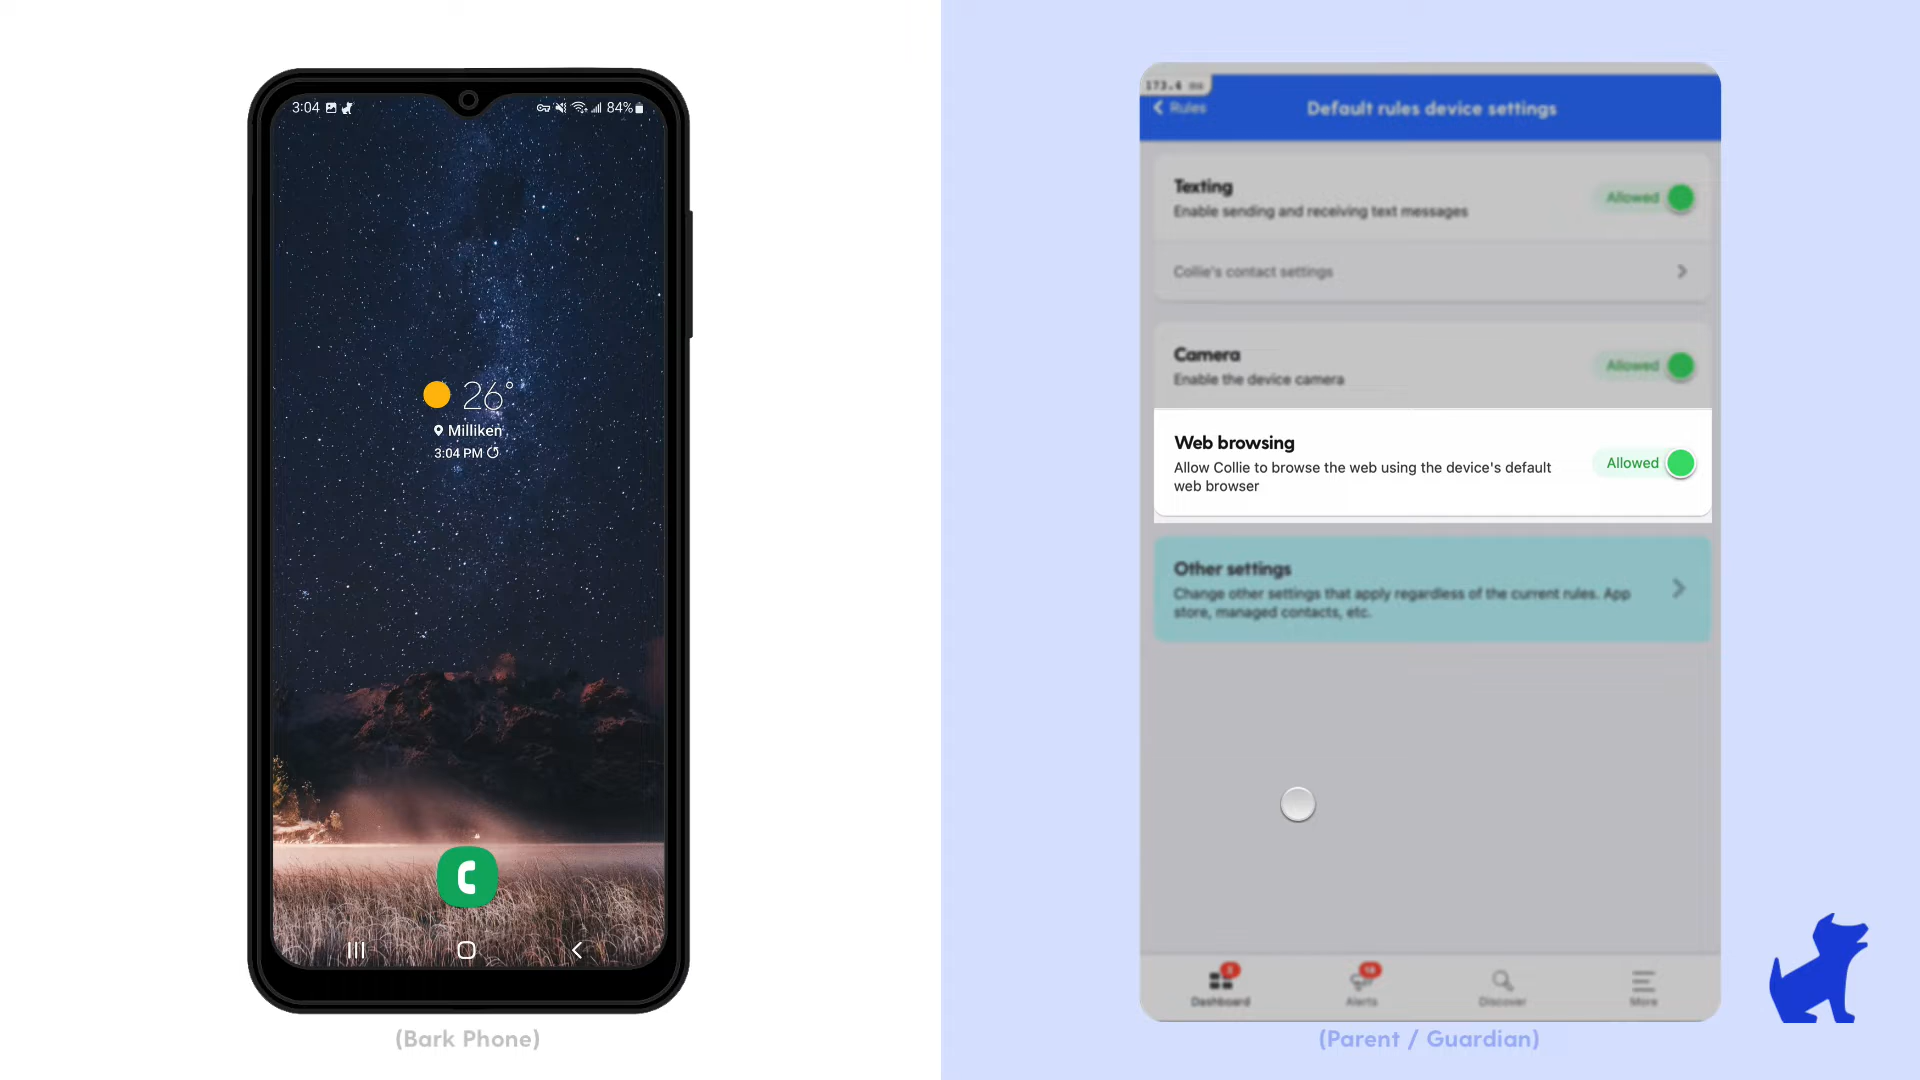 3:04
84%
26°
Milliken
3:04 PM
(Bark Phone)
173.4 ms
Rules
Default rules device settings
Texting
Enable sending and receiving text messages
Allowed
Collie's contact settings
Camera
Enable the device camera
Allowed
Web browsing
Allow Collie to browse the web using the device's default
web browser
Allowed
Other settings
Change other settings that apply regardless of the current rules. App
store, managed contacts, etc.
Dashboard
Alerts
Discover
More
(Parent / Guardian)